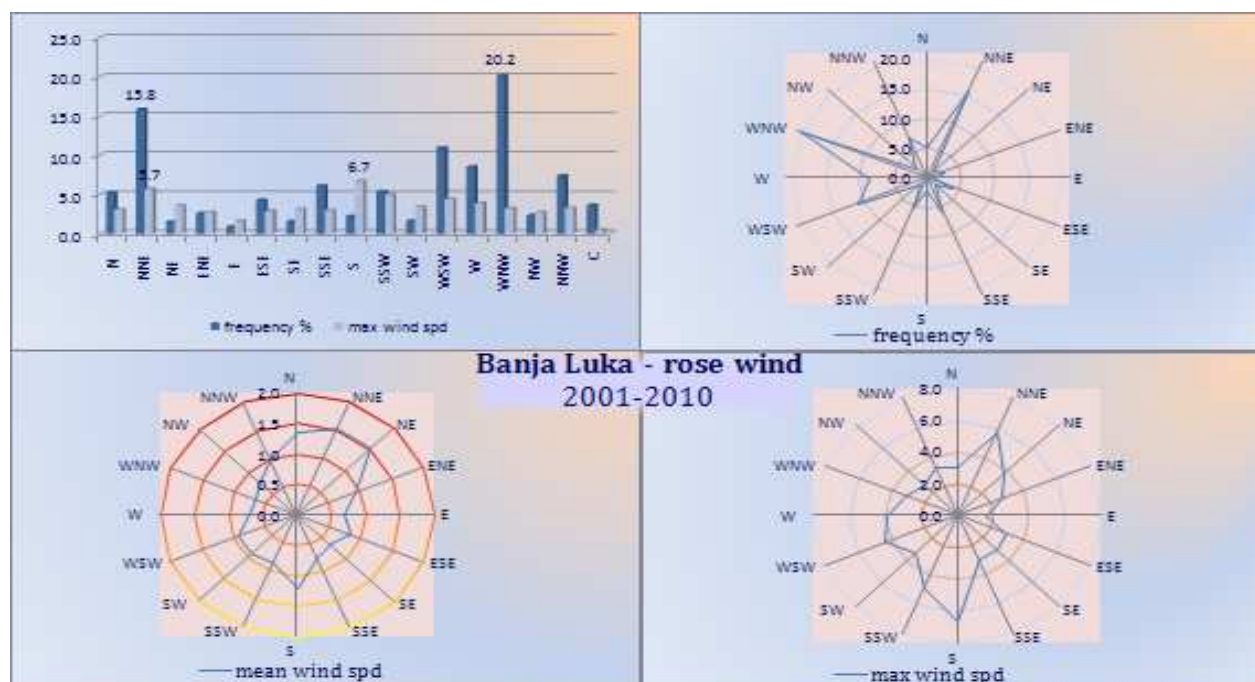 25.0
20.0
15.0
10.0
5.0
0.0
15.8
5.7
6.7
20.2
N NNE NE ENE E ESE SE SSE S SSW SW WSW W WNW NW NNW C
frequency % max wind spd
N
NNE
NE
ENE
E
ESE
SE
SSE
S
SSW
SW
WSW
W
WNW
NW
NNW
20.0
15.0
10.0
5.0
0.0
frequency %
Banja Luka - rose wind
2001-2010
N
NNE
NE
ENE
E
ESE
SE
SSE
S
SSW
SW
WSW
W
WNW
NW
NNW
2.0
1.5
1.0
0.5
0.0
mean wind spd
N
NNE
NE
ENE
E
ESE
SE
SSE
S
SSW
SW
WSW
W
WNW
NW
NNW
8.0
6.0
4.0
2.0
0.0
max wind spd